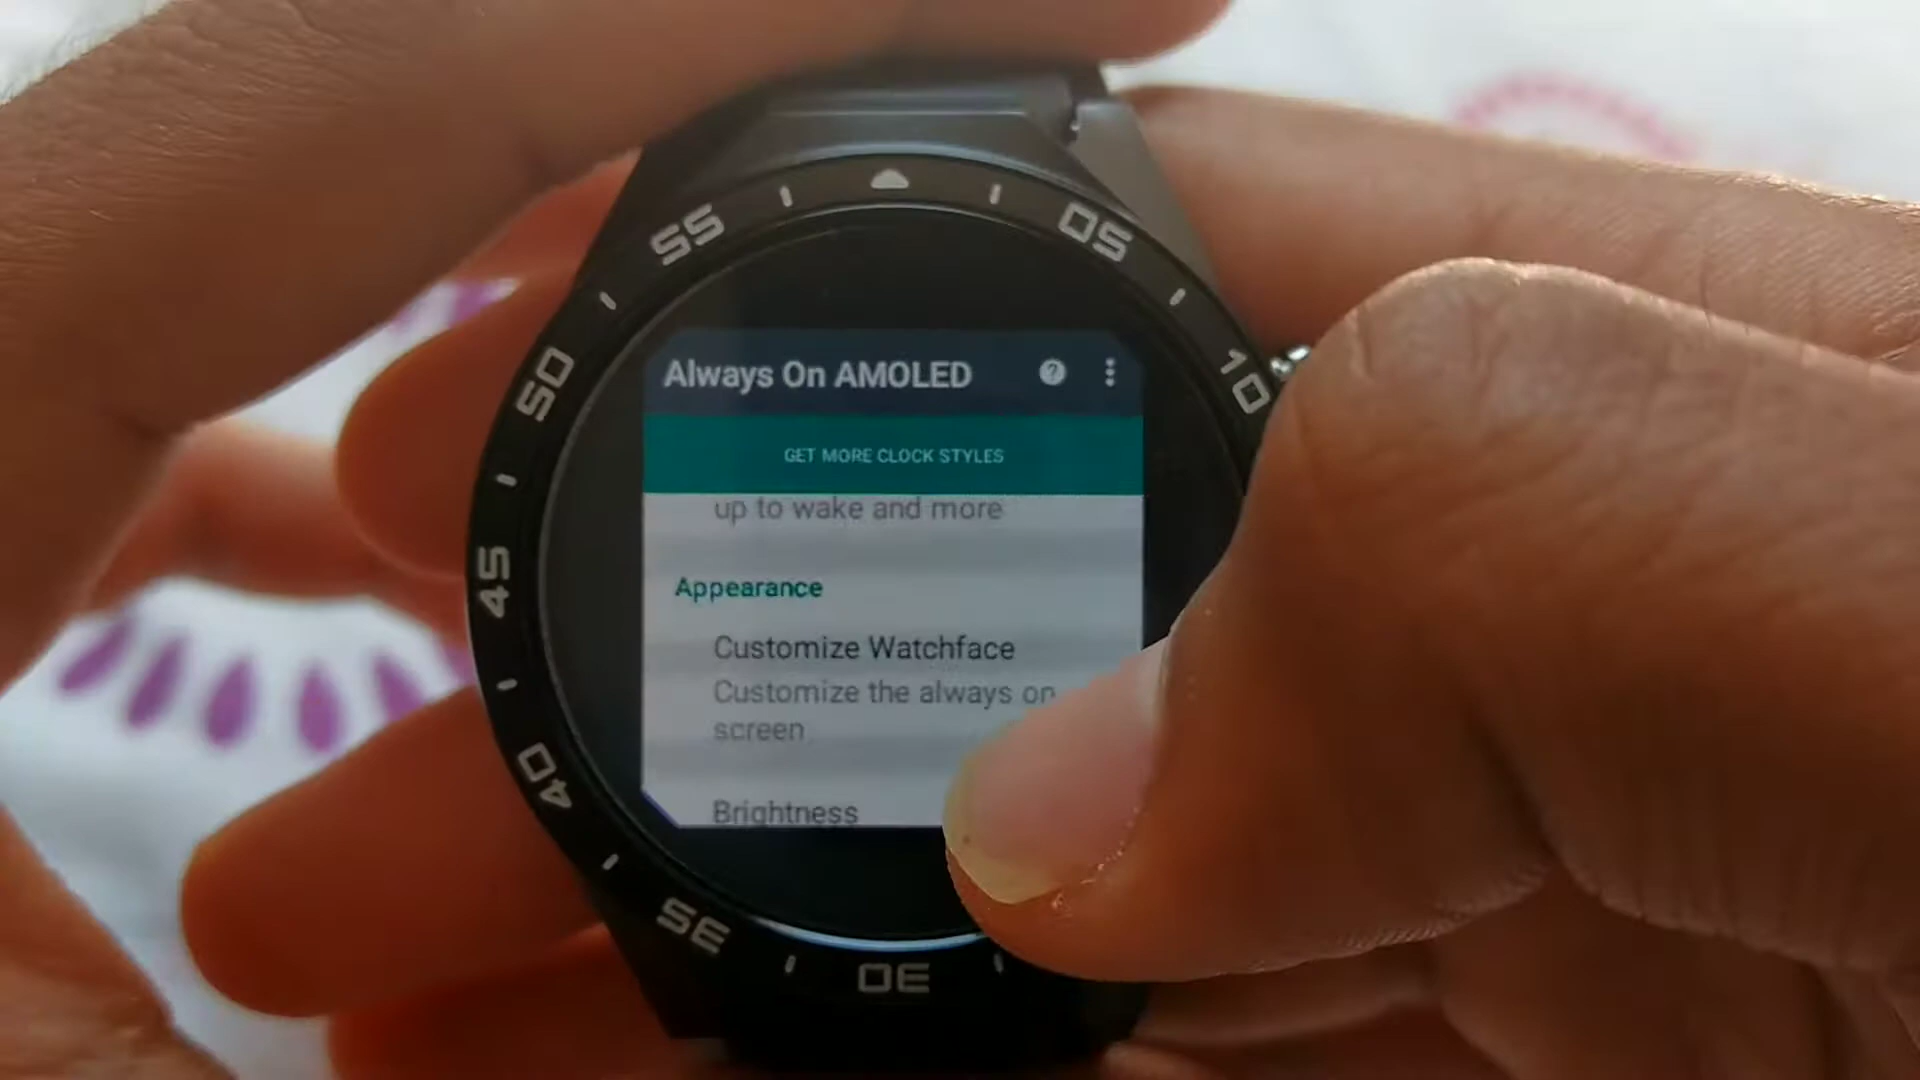 55
05
50
10
Always On AMOLED
GET MORE CLOCK STYLES
up to wake and more
45
Appearance
Customize Watchface
Customize the always on
screen
40
Brightness
35
30